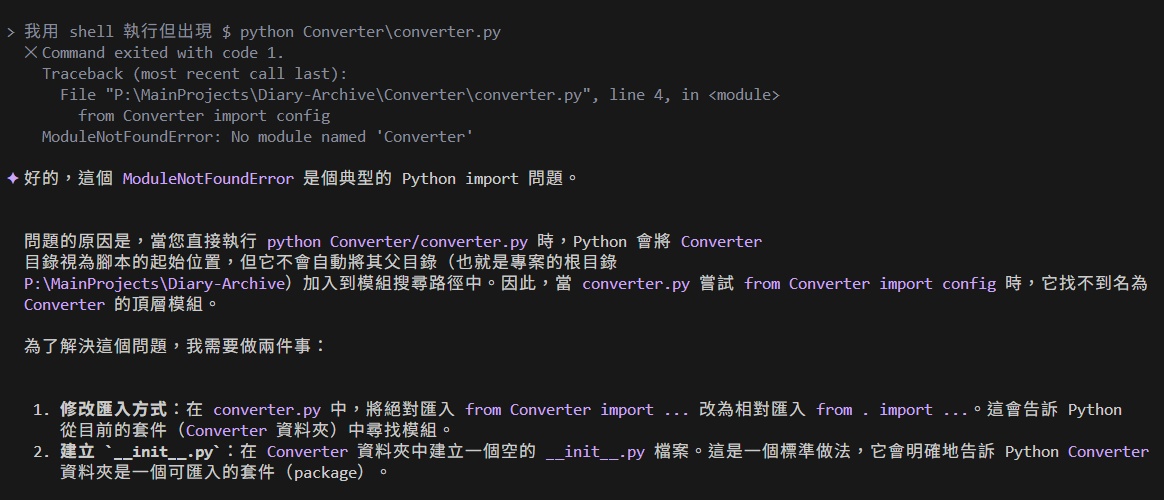 > 我用 shell 執行但出現 $ python Converter\converter.py
✕ Command exited with code 1.
Traceback (most recent call last):
File "P:\MainProjects\Diary-Archive\Converter\converter.py", line 4, in <module>
from Converter import config
ModuleNotFoundError: No module named 'Converter'
✦ 好的，這個 ModuleNotFoundError 是個典型的 Python import 問題。
問題的原因是，當您直接執行 python Converter/converter.py 時，Python 會將 Converter
目錄視為腳本的起始位置，但它不會自動將其父目錄（也就是專案的根目錄
P:\MainProjects\Diary-Archive）加入到模組搜尋路徑中。因此，當 converter.py 嘗試 from Converter import config 時，它找不到名為
Converter 的頂層模組。
為了解決這個問題，我需要做兩件事：
1. 修改匯入方式：在 converter.py 中，將絕對匯入 from Converter import ... 改為相對匯入 from . import ...。這會告訴 Python
從目前的套件（Converter 資料夾）中尋找模組。
2. 建立 `__init__.py`：在 Converter 資料夾中建立一個空的 __init__.py 檔案。這是一個標準做法，它會明確地告訴 Python Converter
資料夾是一個可匯入的套件（package）。